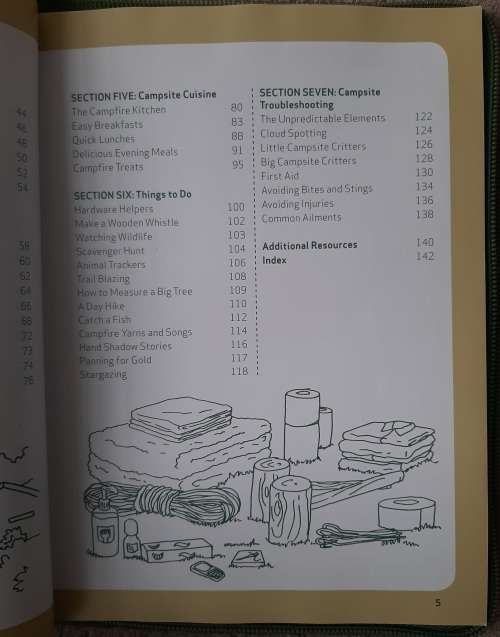 44
46
48
50
52
54
58
60
62
64
66
68
72
73
74
76
SECTION FIVE: Campsite Cuisine
The Campfire Kitchen 80
Easy Breakfasts 83
Quick Lunches 88
Delicious Evening Meals 91
Campfire Treats 95
SECTION SIX: Things to Do
Hardware Helpers 100
Make a Wooden Whistle 102
Watching Wildlife 103
Scavenger Hunt 104
Animal Trackers 106
Trail Blazing 108
How to Measure a Big Tree 109
A Day Hike 110
Catch a Fish 112
Campfire Yarns and Songs 114
Hand Shadow Stories 116
Panning for Gold 117
Stargazing 118
SECTION SEVEN: Campsite
Troubleshooting
The Unpredictable Elements 122
Cloud Spotting 124
Little Campsite Critters 126
Big Campsite Critters 128
First Aid 130
Avoiding Bites and Stings 134
Avoiding Injuries 136
Common Ailments 138
Additional Resources 140
Index 142
5